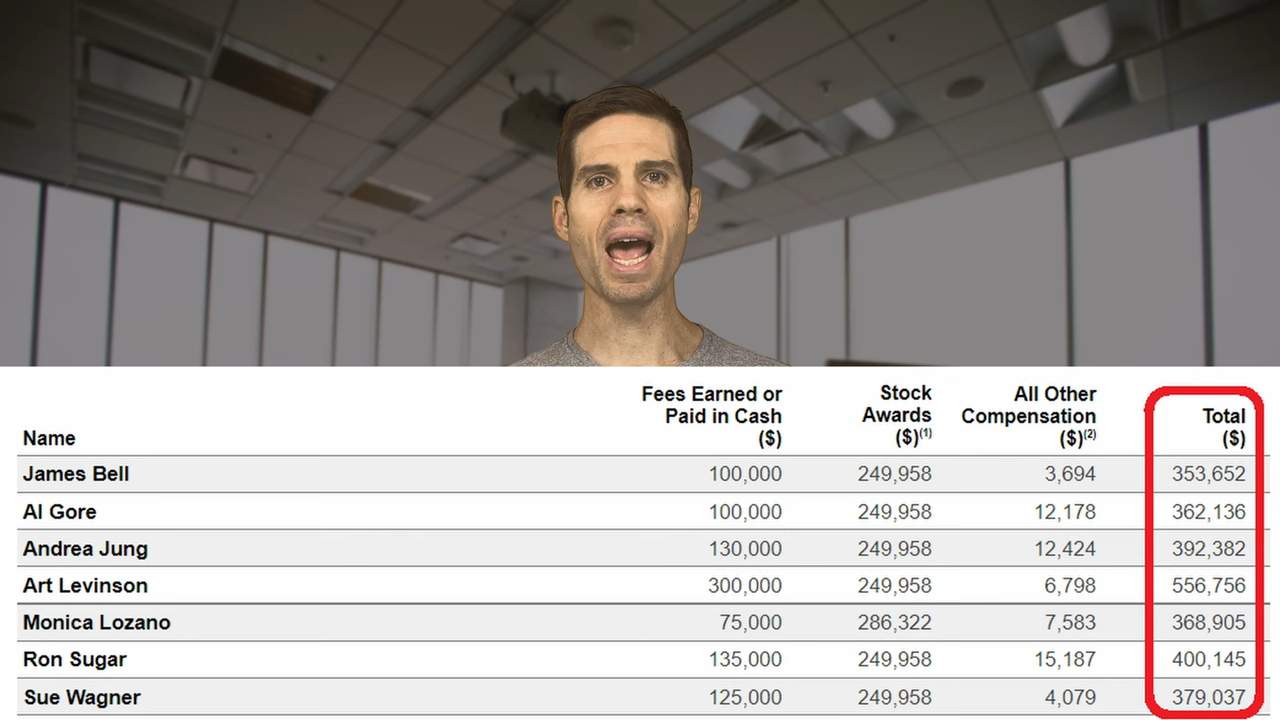 Name Fees Earned or Paid in Cash ($) Stock Awards ($)(1) All Other Compensation ($)(2) Total ($)
James Bell 100,000 249,958 3,694 353,652
Al Gore 100,000 249,958 12,178 362,136
Andrea Jung 130,000 249,958 12,424 392,382
Art Levinson 300,000 249,958 6,798 556,756
Monica Lozano 75,000 286,322 7,583 368,905
Ron Sugar 135,000 249,958 15,187 400,145
Sue Wagner 125,000 249,958 4,079 379,037